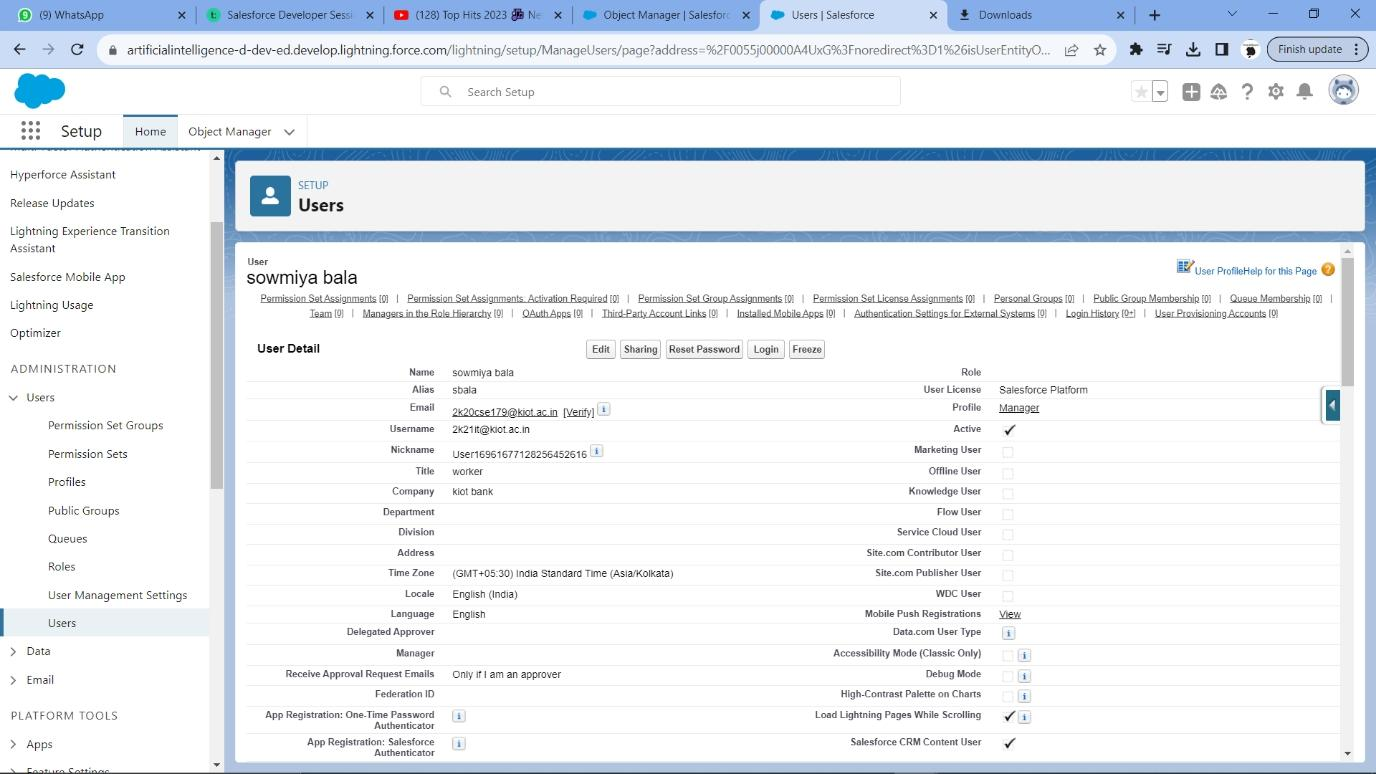 (9) WhatsApp
Salesforce Developer Sessi
(128) Top Hits 2023 Ne
Object Manager | Salesforc
Users | Salesforce
Downloads
artificialintelligence-d-dev-ed.develop.lightning.force.com/lightning/setup/ManageUsers/page?address=%2F0055j00000A4UxG%3Fnoredirect%3D1%26isUserEntityO...
Finish update
Search Setup
Setup
Home
Object Manager
Hyperforce Assistant
Release Updates
Lightning Experience Transition
Assistant
Salesforce Mobile App
Lightning Usage
Optimizer
ADMINISTRATION
Users
Permission Set Groups
Permission Sets
Profiles
Public Groups
Queues
Roles
User Management Settings
Users
Data
Email
PLATFORM TOOLS
Apps
Feature Settings
SETUP
Users
User
sowmiya bala
User ProfileHelp for this Page
Permission Set Assignments [0] | Permission Set Assignments: Activation Required [0] | Permission Set Group Assignments [0] | Permission Set License Assignments [0] | Personal Groups [0] | Public Group Membership [0] | Queue Membership [0] |
Team [0] | Managers in the Role Hierarchy [0] | OAuth Apps [0] | Third-Party Account Links [0] | Installed Mobile Apps [0] | Authentication Settings for External Systems [0] | Login History [0+] | User Provisioning Accounts [0]
User Detail
Edit Sharing Reset Password Login Freeze
Name sowmiya bala Role
Alias sbala User License Salesforce Platform
Email 2k20cse179@kiot.ac.in [Verify] Profile Manager
Username 2k21it@kiot.ac.in Active
Nickname User16961677128256452616 Marketing User
Title worker Offline User
Company kiot bank Knowledge User
Department Flow User
Division Service Cloud User
Address Site.com Contributor User
Time Zone (GMT+05:30) India Standard Time (Asia/Kolkata) Site.com Publisher User
Locale English (India) WDC User
Language English Mobile Push Registrations View
Delegated Approver Data.com User Type
Manager Accessibility Mode (Classic Only)
Receive Approval Request Emails Only if I am an approver Debug Mode
Federation ID High-Contrast Palette on Charts
App Registration: One-Time Password
Authenticator
Load Lightning Pages While Scrolling
App Registration: Salesforce
Authenticator
Salesforce CRM Content User